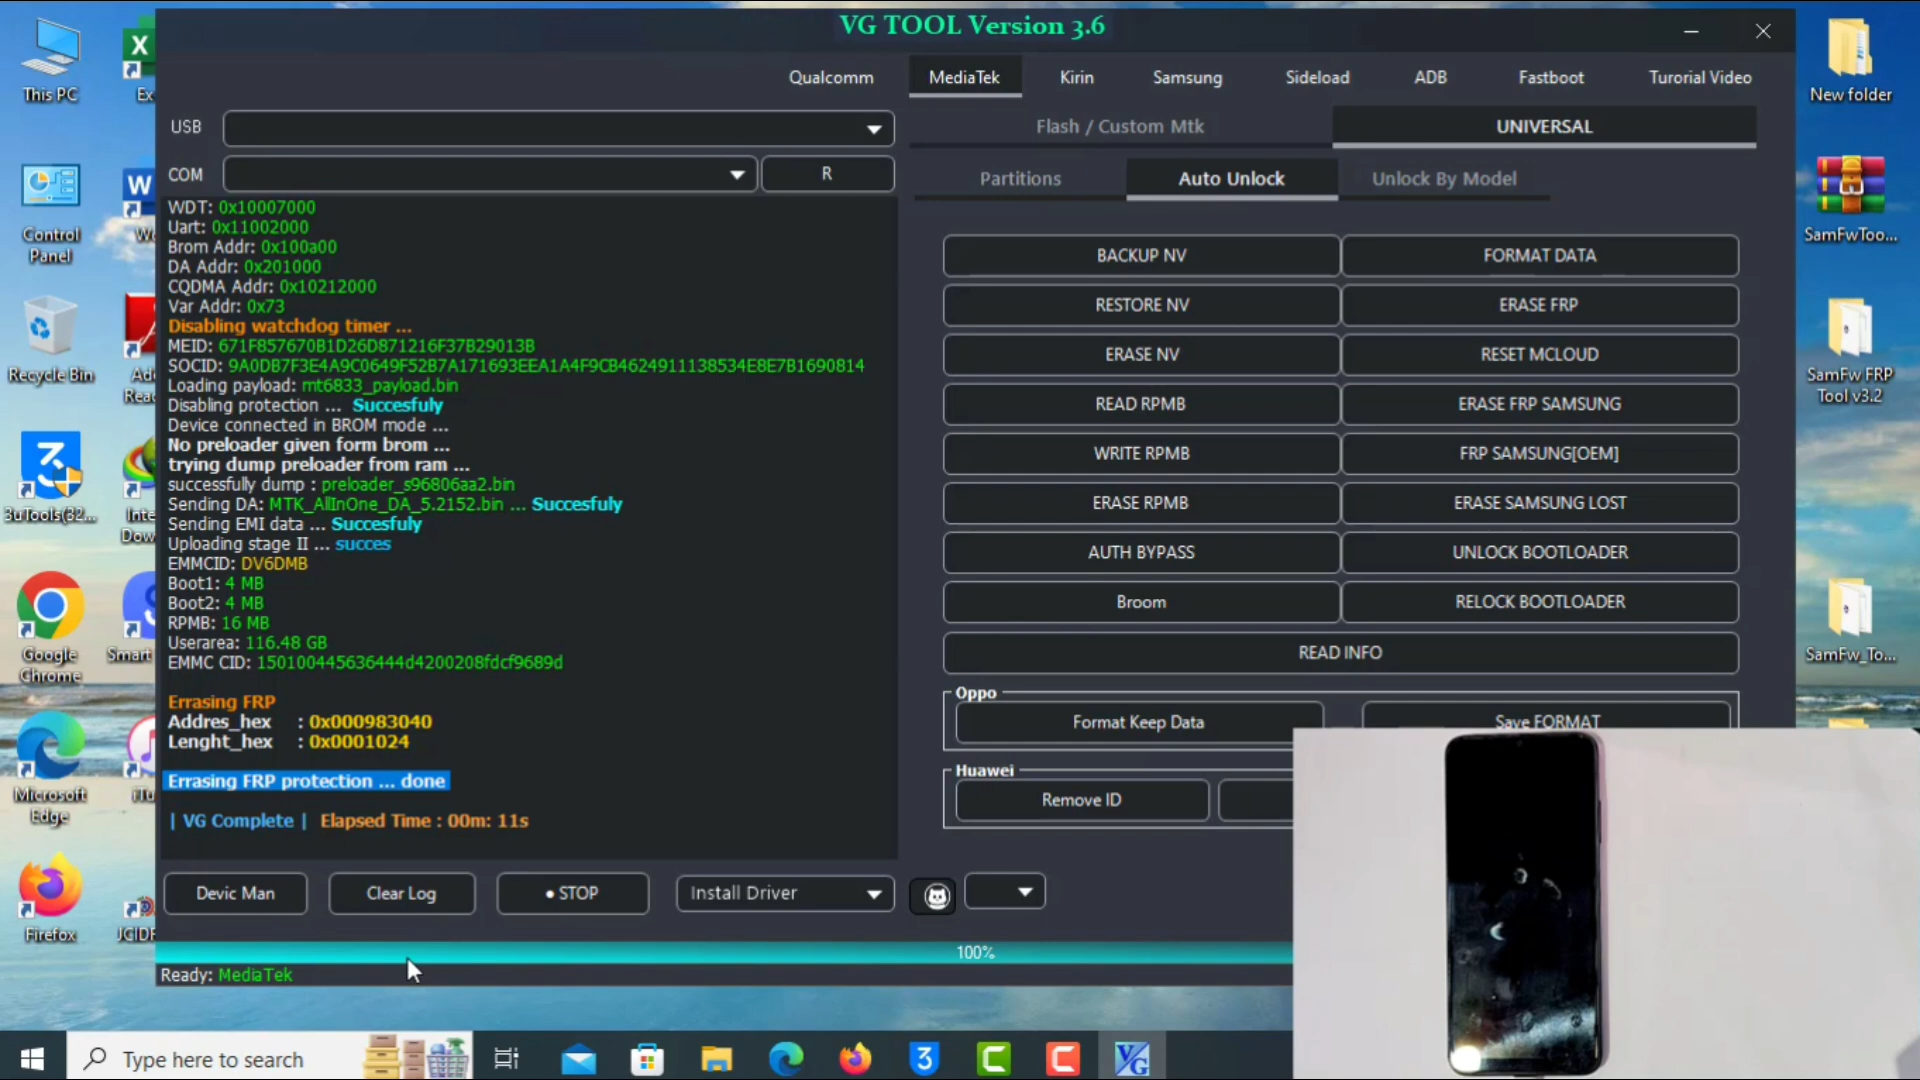 VG TOOL Version 3.6
Qualcomm
MediaTek
Kirin
Samsung
Sideload
ADB
Fastboot
Turorial Video
USB
COM
R
Flash / Custom Mtk
UNIVERSAL
Partitions
Auto Unlock
Unlock By Model
WDT: 0x10007000
Uart: 0x11002000
Brom Addr: 0x100a00
DA Addr: 0x201000
CQDMA Addr: 0x10212000
Var Addr: 0x73
Disabling watchdog timer ...
MEID: 671F857670B1D26D871216F37B29013B
SOCID: 9A0DB7F3E4A9C0649F52B7A171693EEA1A4F9CB4624911138534E8E7B1690814
Loading payload: mt6833_payload.bin
Disabling protection ... Succesfuly
Device connected in BROM mode ...
No preloader given form brom ...
trying dump preloader from ram ...
successfully dump : preloader_s96806aa2.bin
Sending DA: MTK_AllInOne_DA_5.2152.bin ... Succesfuly
Sending EMI data ... Succesfuly
Uploading stage II ... succes
EMMCID: DV6DMB
Boot1: 4 MB
Boot2: 4 MB
RPMB: 16 MB
Userarea: 116.48 GB
EMMC CID: 150100445636444d4200208fdcf9689d
Errasing FRP
Addres_hex : 0x000983040
Lenght_hex : 0x0001024
Errasing FRP protection ... done
| VG Complete | Elapsed Time : 00m: 11s
BACKUP NV
FORMAT DATA
RESTORE NV
ERASE FRP
ERASE NV
RESET MCLOUD
READ RPMB
ERASE FRP SAMSUNG
WRITE RPMB
FRP SAMSUNG[OEM]
ERASE RPMB
ERASE SAMSUNG LOST
AUTH BYPASS
UNLOCK BOOTLOADER
Broom
RELOCK BOOTLOADER
READ INFO
Oppo
Format Keep Data
Save FORMAT
Huawei
Remove ID
Devic Man
Clear Log
● STOP
Install Driver
100%
Ready: MediaTek
This PC
Ex
Control
Panel
W
Recycle Bin
Ad
Rea
3uTools(32...
Inte
Dow
Google
Chrome
Smart
Microsoft
Edge
iTu
Firefox
JCID
New folder
SamFwToo...
SamFw FRP
Tool v3.2
SamFw_To...
Type here to search